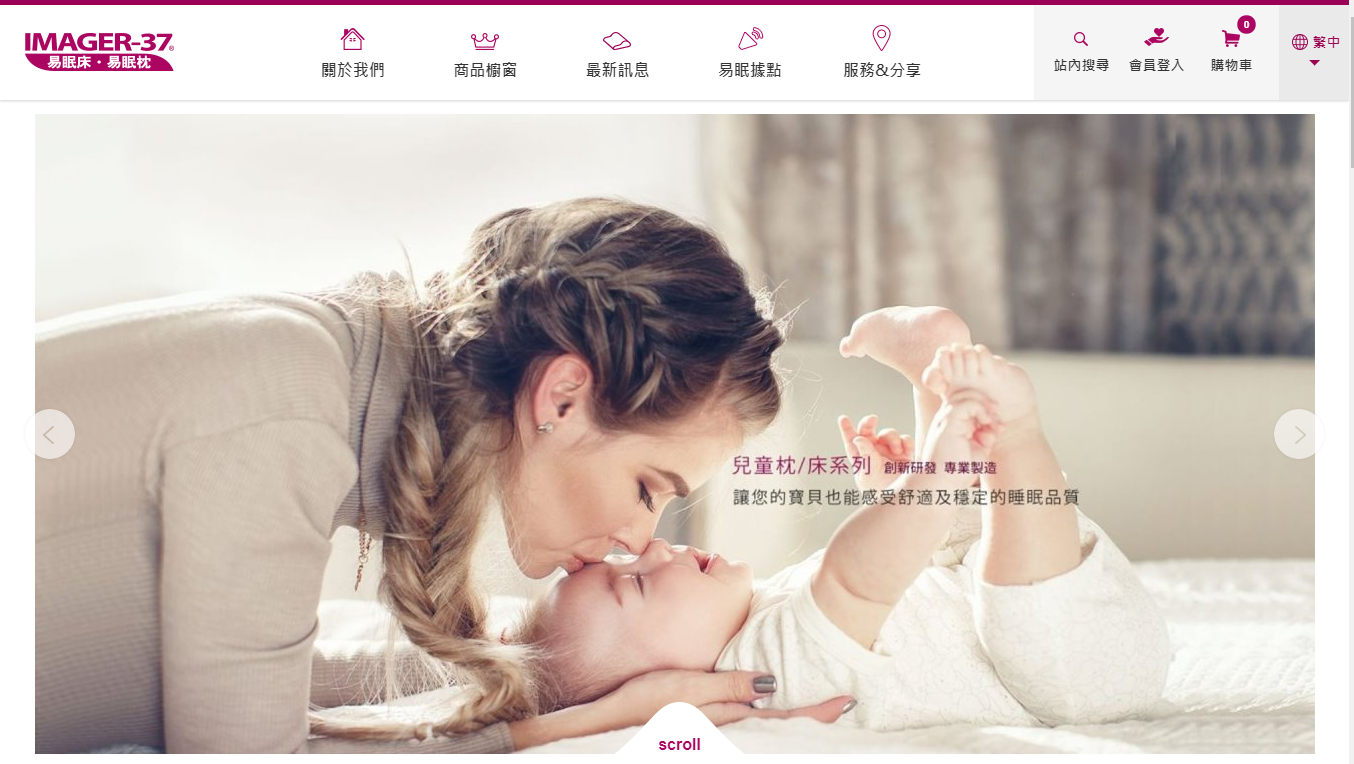 IMAGER-37®
易眠床・易眠枕
關於我們
商品櫥窗
最新訊息
易眠據點
服務&分享
站內搜尋
會員登入
0
購物車
繁中
兒童枕/床系列 創新研發 專業製造
讓您的寶貝也能感受舒適及穩定的睡眠品質
scroll